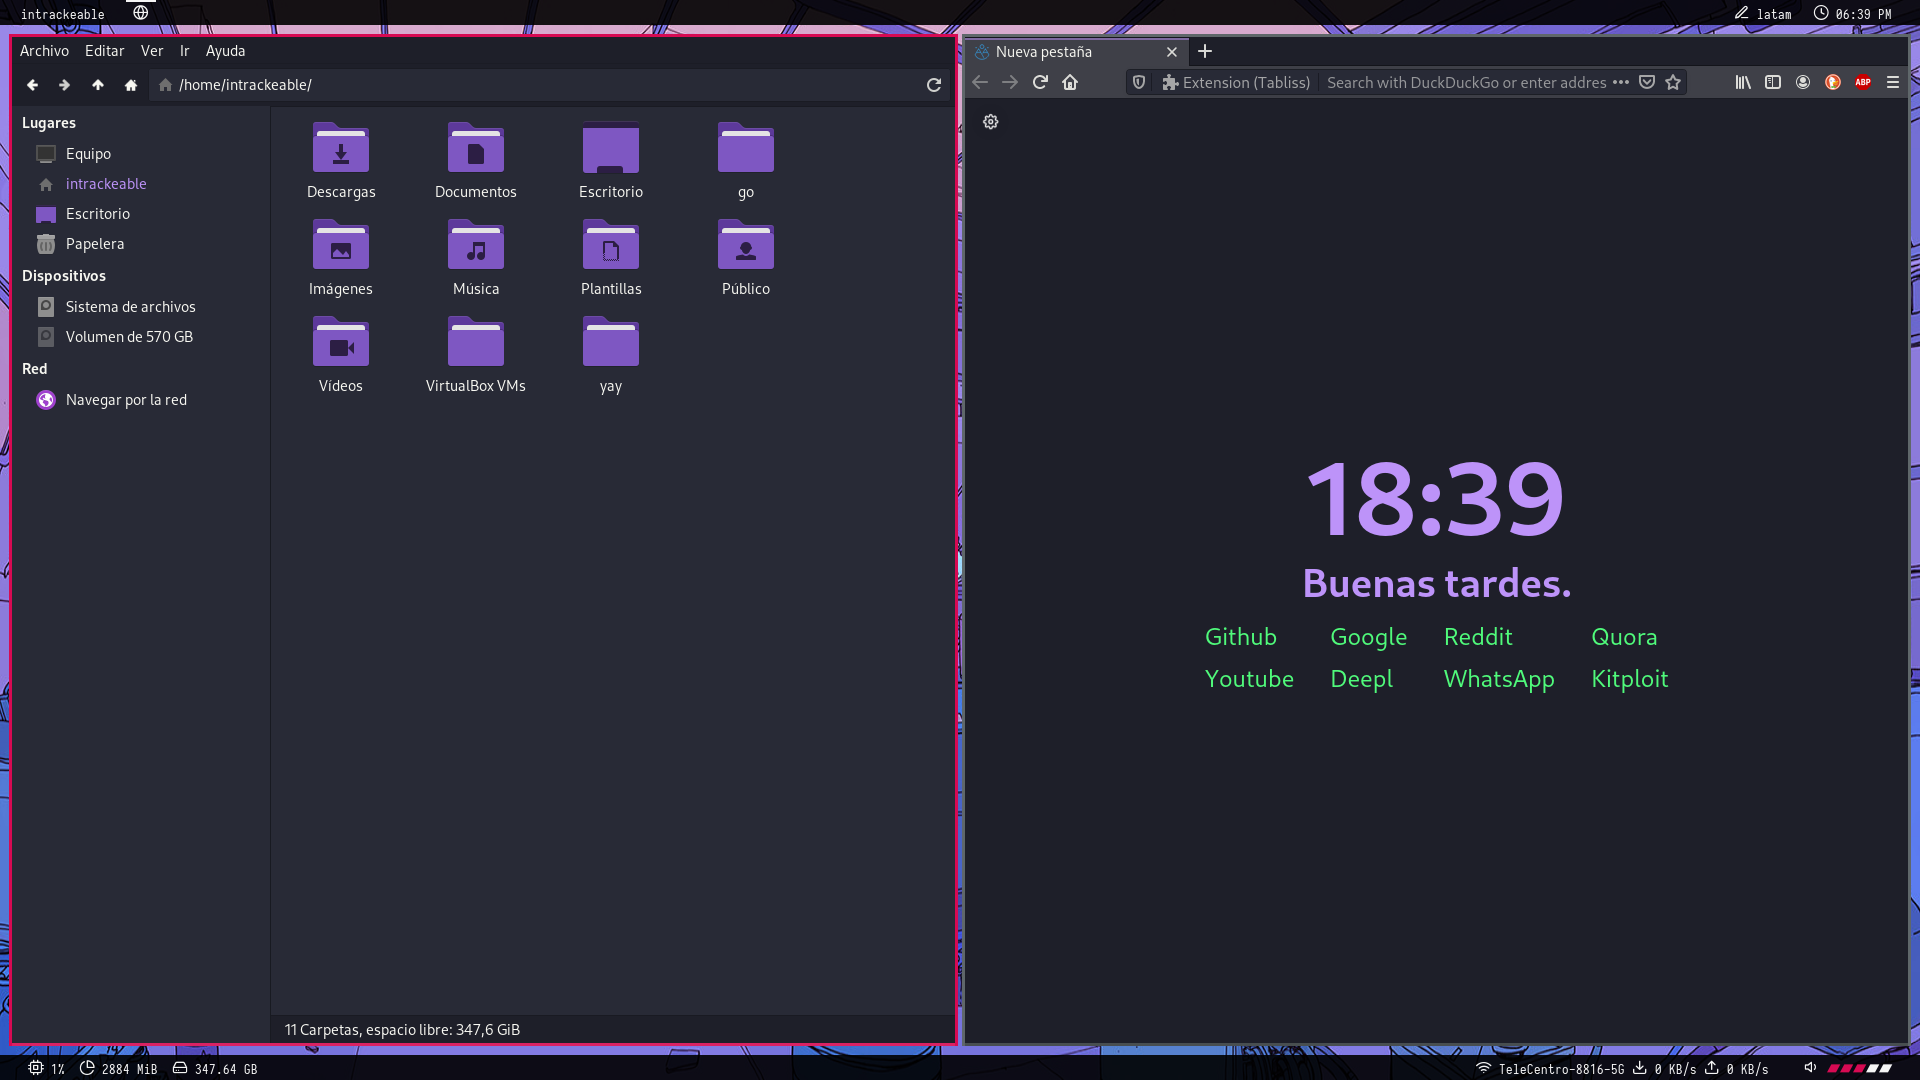 intrackeable
latam 06:39 PM
Archivo Editar Ver Ir Ayuda
/home/intrackeable/
Lugares
Equipo
intrackeable
Escritorio
Papelera
Dispositivos
Sistema de archivos
Volumen de 570 GB
Red
Navegar por la red
Descargas Documentos Escritorio go
Imágenes Música Plantillas Público
Vídeos VirtualBox VMs yay
11 Carpetas, espacio libre: 347,6 GiB
Nueva pestaña
Extension (Tabliss) Search with DuckDuckGo or enter addres
ABP
18:39
Buenas tardes.
Github Google Reddit Quora
Youtube Deepl WhatsApp Kitploit
1% 2884 MiB 347.64 GB
TeleCentro-8816-5G 0 KB/s 0 KB/s